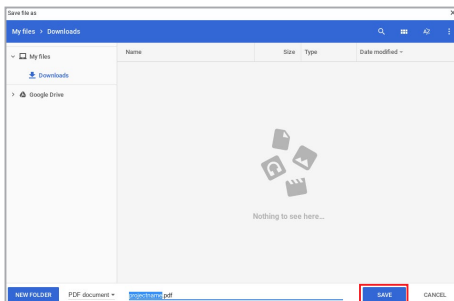 Save file as
My files > Downloads
AZ
My files
Downloads
Google Drive
Name Size Type Date modified
Nothing to see here...
NEW FOLDER PDF document projectname.pdf SAVE CANCEL